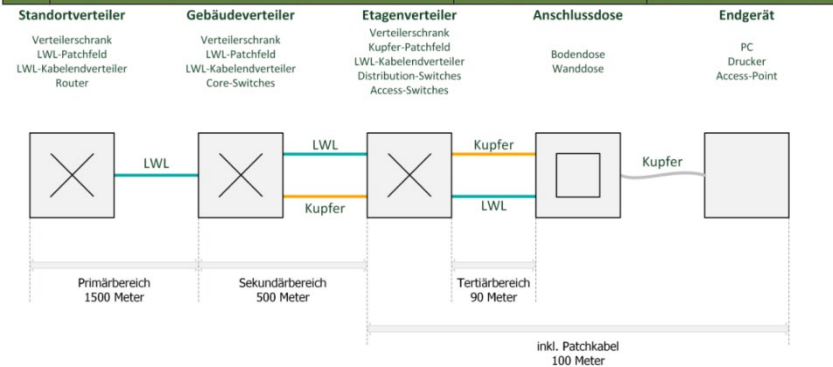 Standortverteiler
Verteilerschrank
LWL-Patchfeld
LWL-Kabelendverteiler
Router
Gebäudeverteiler
Verteilerschrank
LWL-Patchfeld
LWL-Kabelendverteiler
Core-Switches
Etagenverteiler
Verteilerschrank
Kupfer-Patchfeld
LWL-Kabelendverteiler
Distribution-Switches
Access-Switches
Anschlussdose
Bodendose
Wanddose
Endgerät
PC
Drucker
Access-Point
LWL
LWL
Kupfer
Kupfer
LWL
Kupfer
Primärbereich
1500 Meter
Sekundärbereich
500 Meter
Tertiärbereich
90 Meter
inkl. Patchkabel
100 Meter